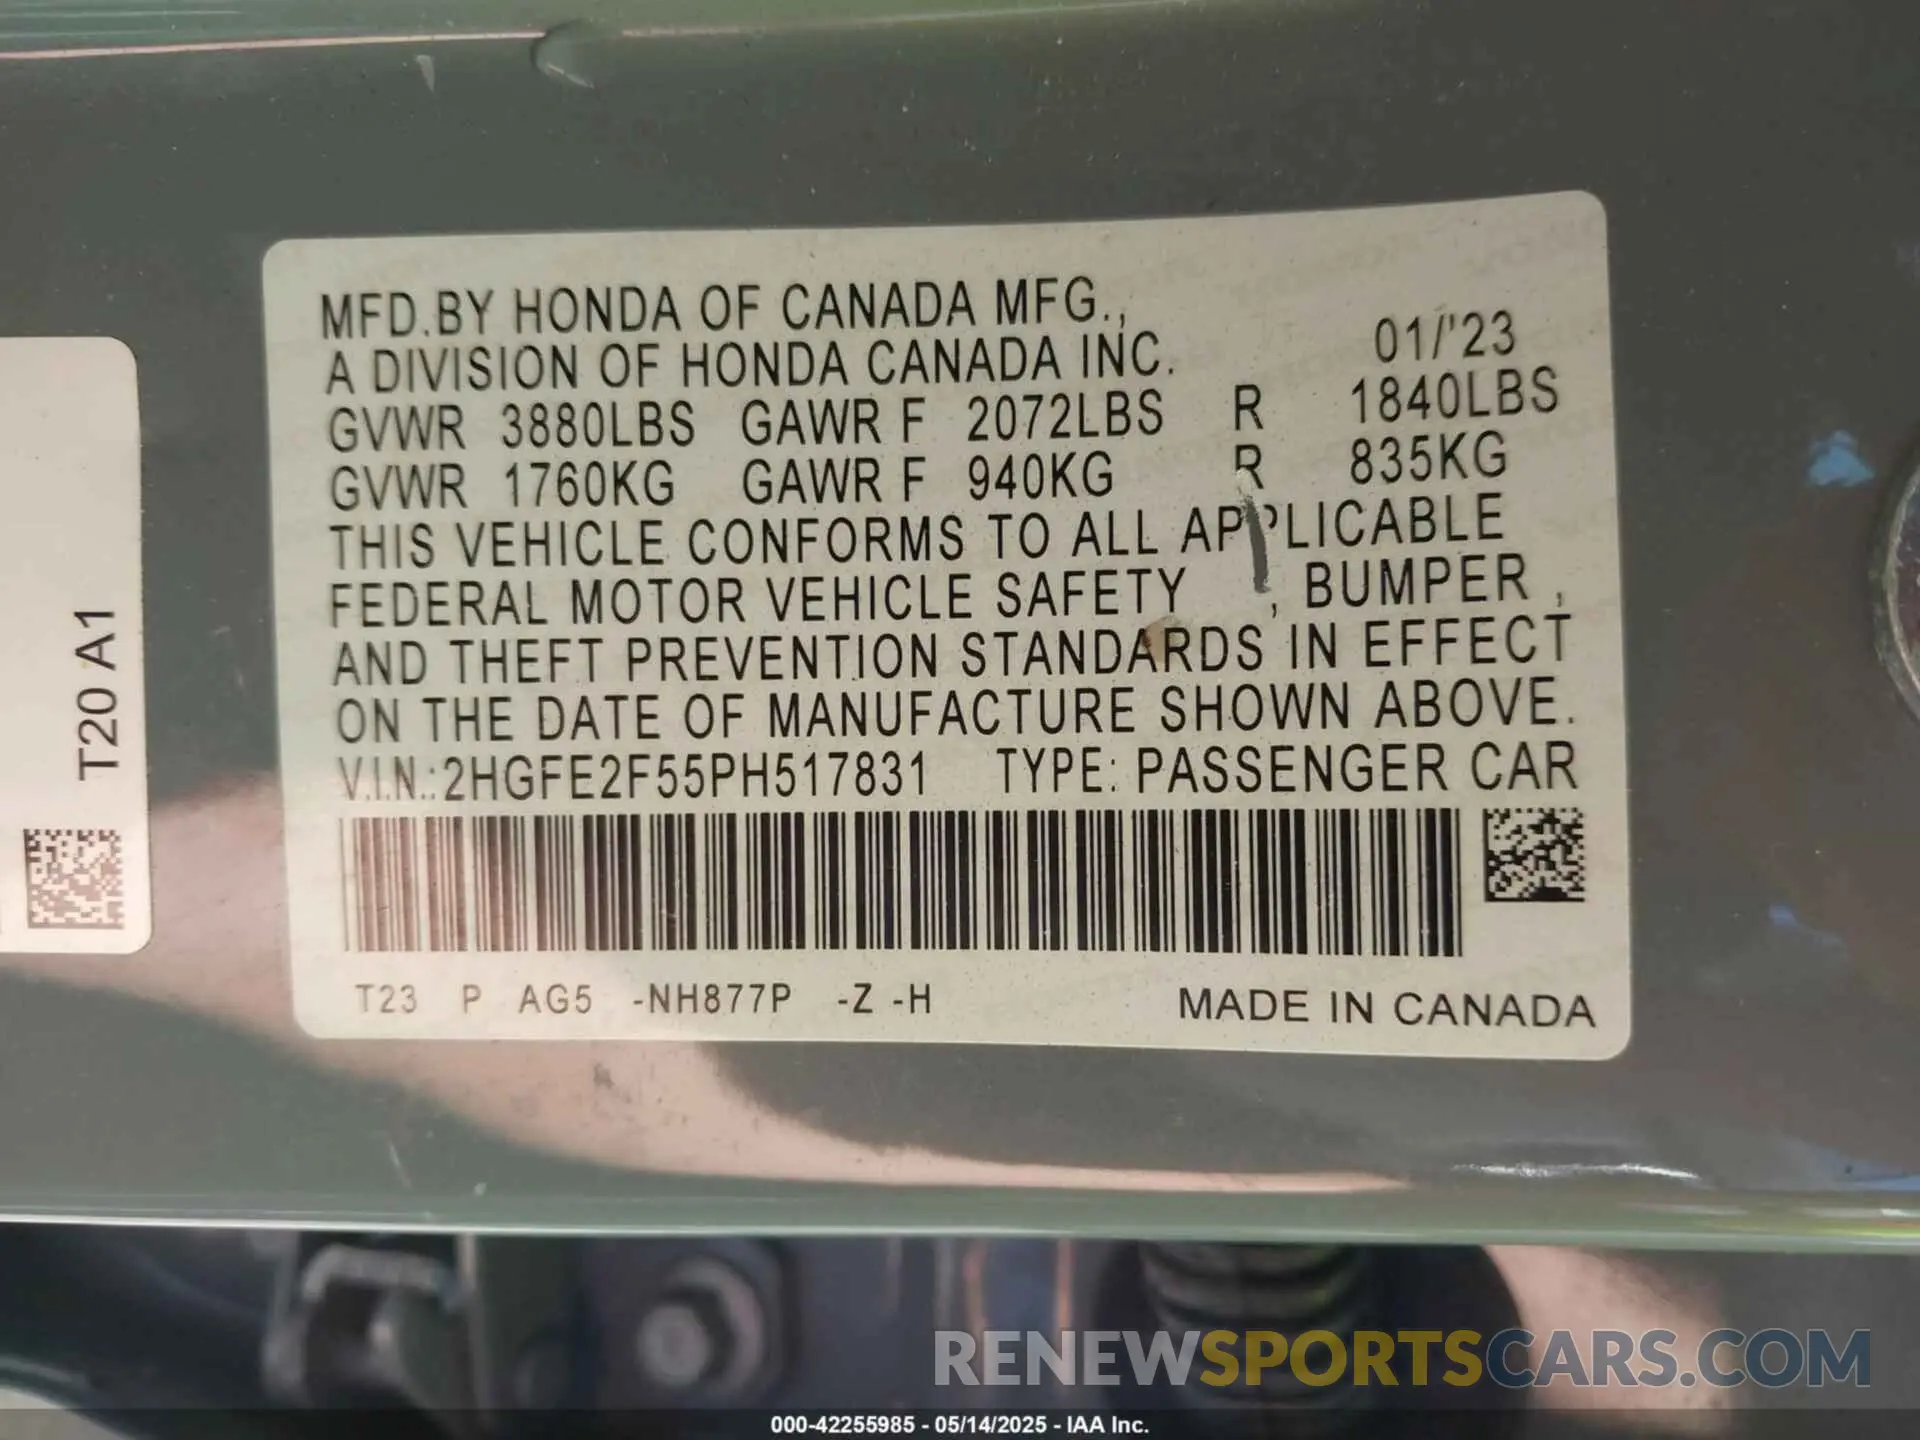 MFD.BY HONDA OF CANADA MFG.,
A DIVISION OF HONDA CANADA INC. 01/'23
GVWR 3880LBS GAWR F 2072LBS R 1840LBS
GVWR 1760KG GAWR F 940KG R 835KG
THIS VEHICLE CONFORMS TO ALL APPLICABLE
FEDERAL MOTOR VEHICLE SAFETY , BUMPER ,
AND THEFT PREVENTION STANDARDS IN EFFECT
ON THE DATE OF MANUFACTURE SHOWN ABOVE.
V.I.N.:2HGFE2F55PH517831 TYPE: PASSENGER CAR
T23 P AG5 -NH877P -Z -H MADE IN CANADA
T20 A1
RENEWSPORTSCARS.COM
000-42255985 - 05/14/2025 - IAA Inc.